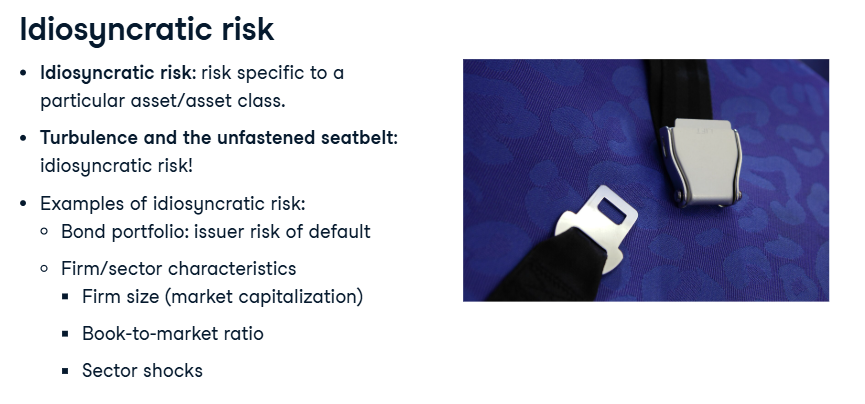 Idiosyncratic risk
• Idiosyncratic risk: risk specific to a
particular asset/asset class.
• Turbulence and the unfastened seatbelt:
idiosyncratic risk!
• Examples of idiosyncratic risk:
○ Bond portfolio: issuer risk of default
○ Firm/sector characteristics
▪ Firm size (market capitalization)
▪ Book-to-market ratio
▪ Sector shocks